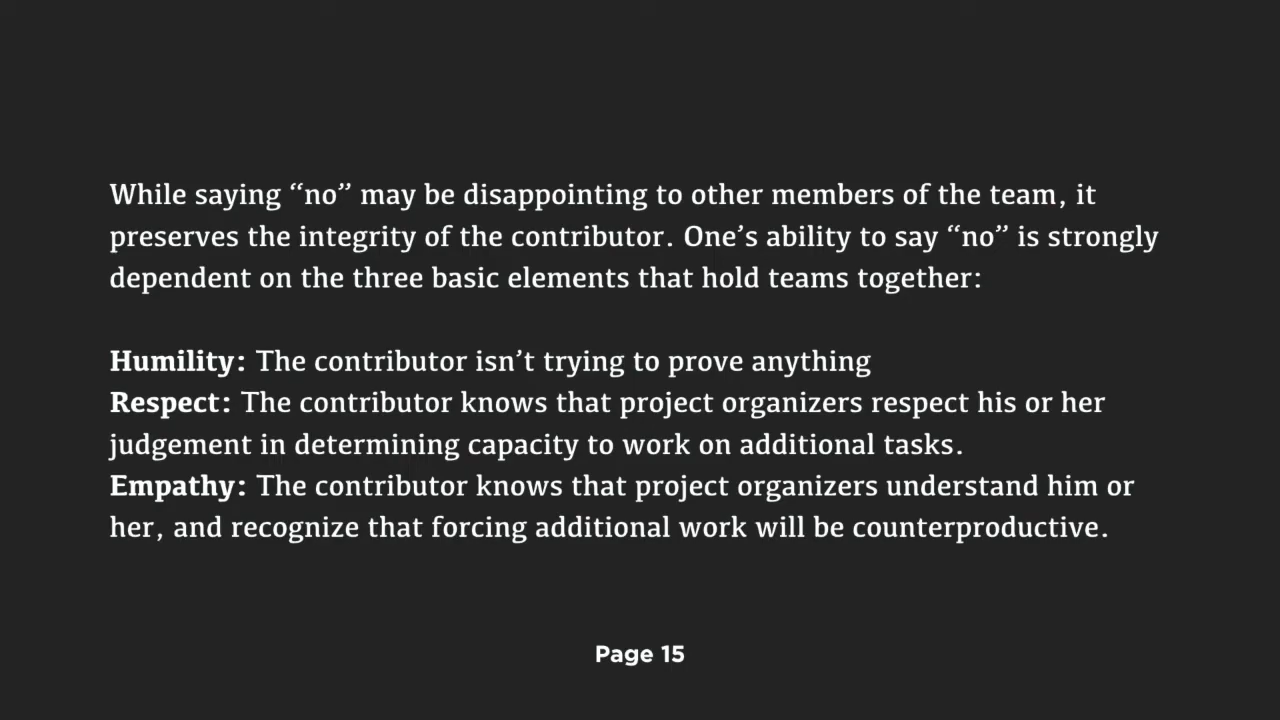 While saying “no” may be disappointing to other members of the team, it
preserves the integrity of the contributor. One’s ability to say “no” is strongly
dependent on the three basic elements that hold teams together:
Humility: The contributor isn’t trying to prove anything
Respect: The contributor knows that project organizers respect his or her
judgement in determining capacity to work on additional tasks.
Empathy: The contributor knows that project organizers understand him or
her, and recognize that forcing additional work will be counterproductive.
Page 15